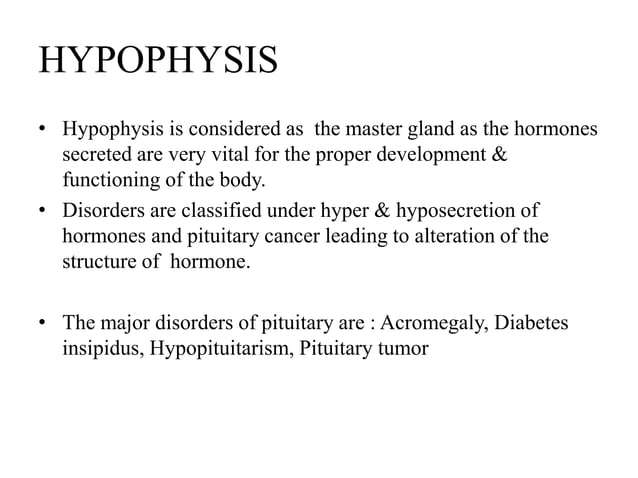 HYPOPHYSIS
• Hypophysis is considered as  the master gland as the hormones
secreted are very vital for the proper development &
functioning of the body.
• Disorders are classified under hyper & hyposecretion of
hormones and pituitary cancer leading to alteration of the
structure of  hormone.
• The major disorders of pituitary are : Acromegaly, Diabetes
insipidus, Hypopituitarism, Pituitary tumor